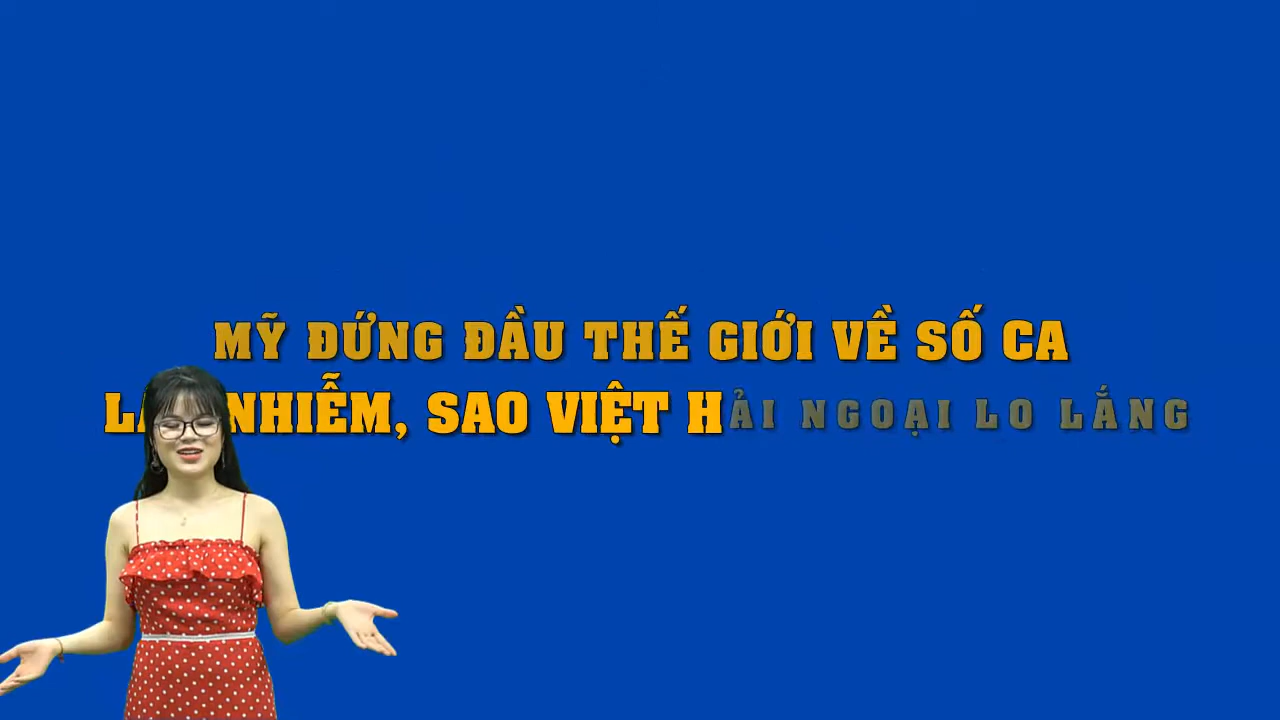 MỸ ĐỨNG ĐẦU THẾ GIỚI VỀ SỐ CA
NHIỄM, SAO VIỆT HẢI NGOẠI LO LẮNG